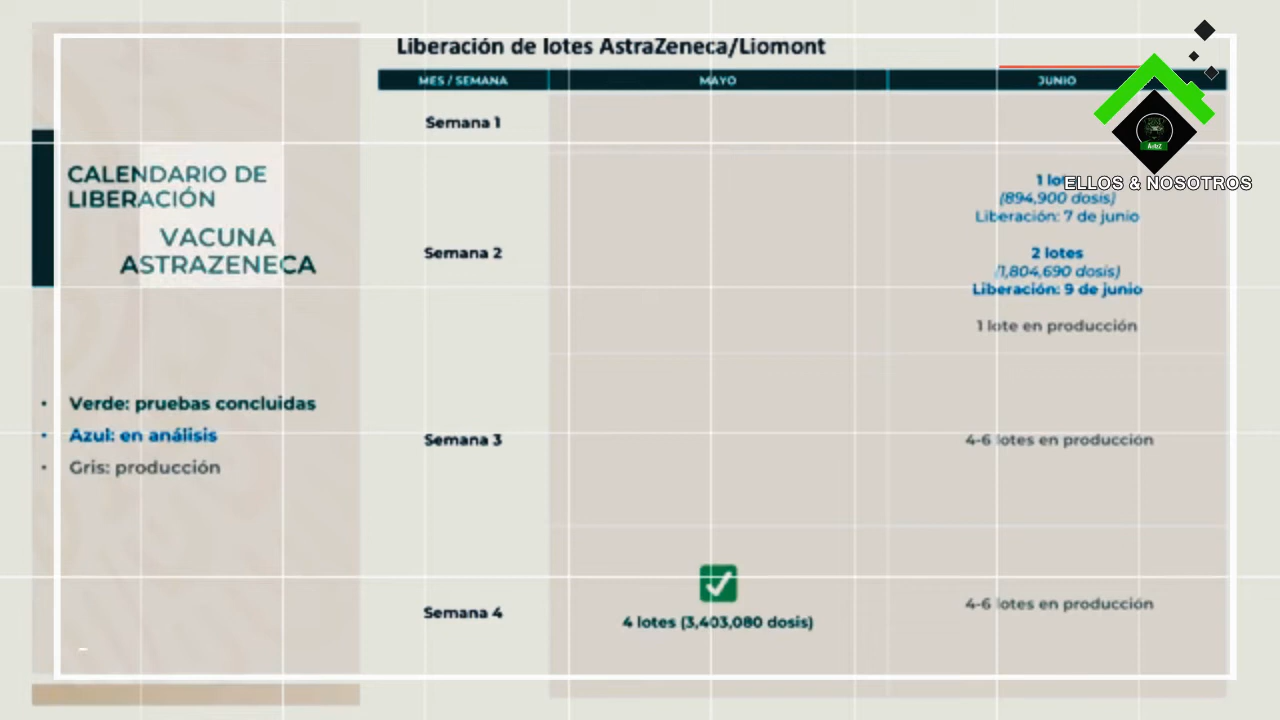 Liberación de lotes AstraZeneca/Liomont
CALENDARIO DE
LIBERACIÓN
VACUNA
ASTRAZENECA
• Verde: pruebas concluidas
• Azul: en análisis
• Gris: producción
MES / SEMANA MAYO JUNIO
Semana 1
Semana 2
1
(894,900 dosis)
Liberación: 7 de junio
2 lotes
(1,804,690 dosis)
Liberación: 9 de junio
1 lote en producción
Semana 3
4-6 lotes en producción
Semana 4
4 lotes (3,403,080 dosis)
4-6 lotes en producción
ELLOS & NOSOTROS